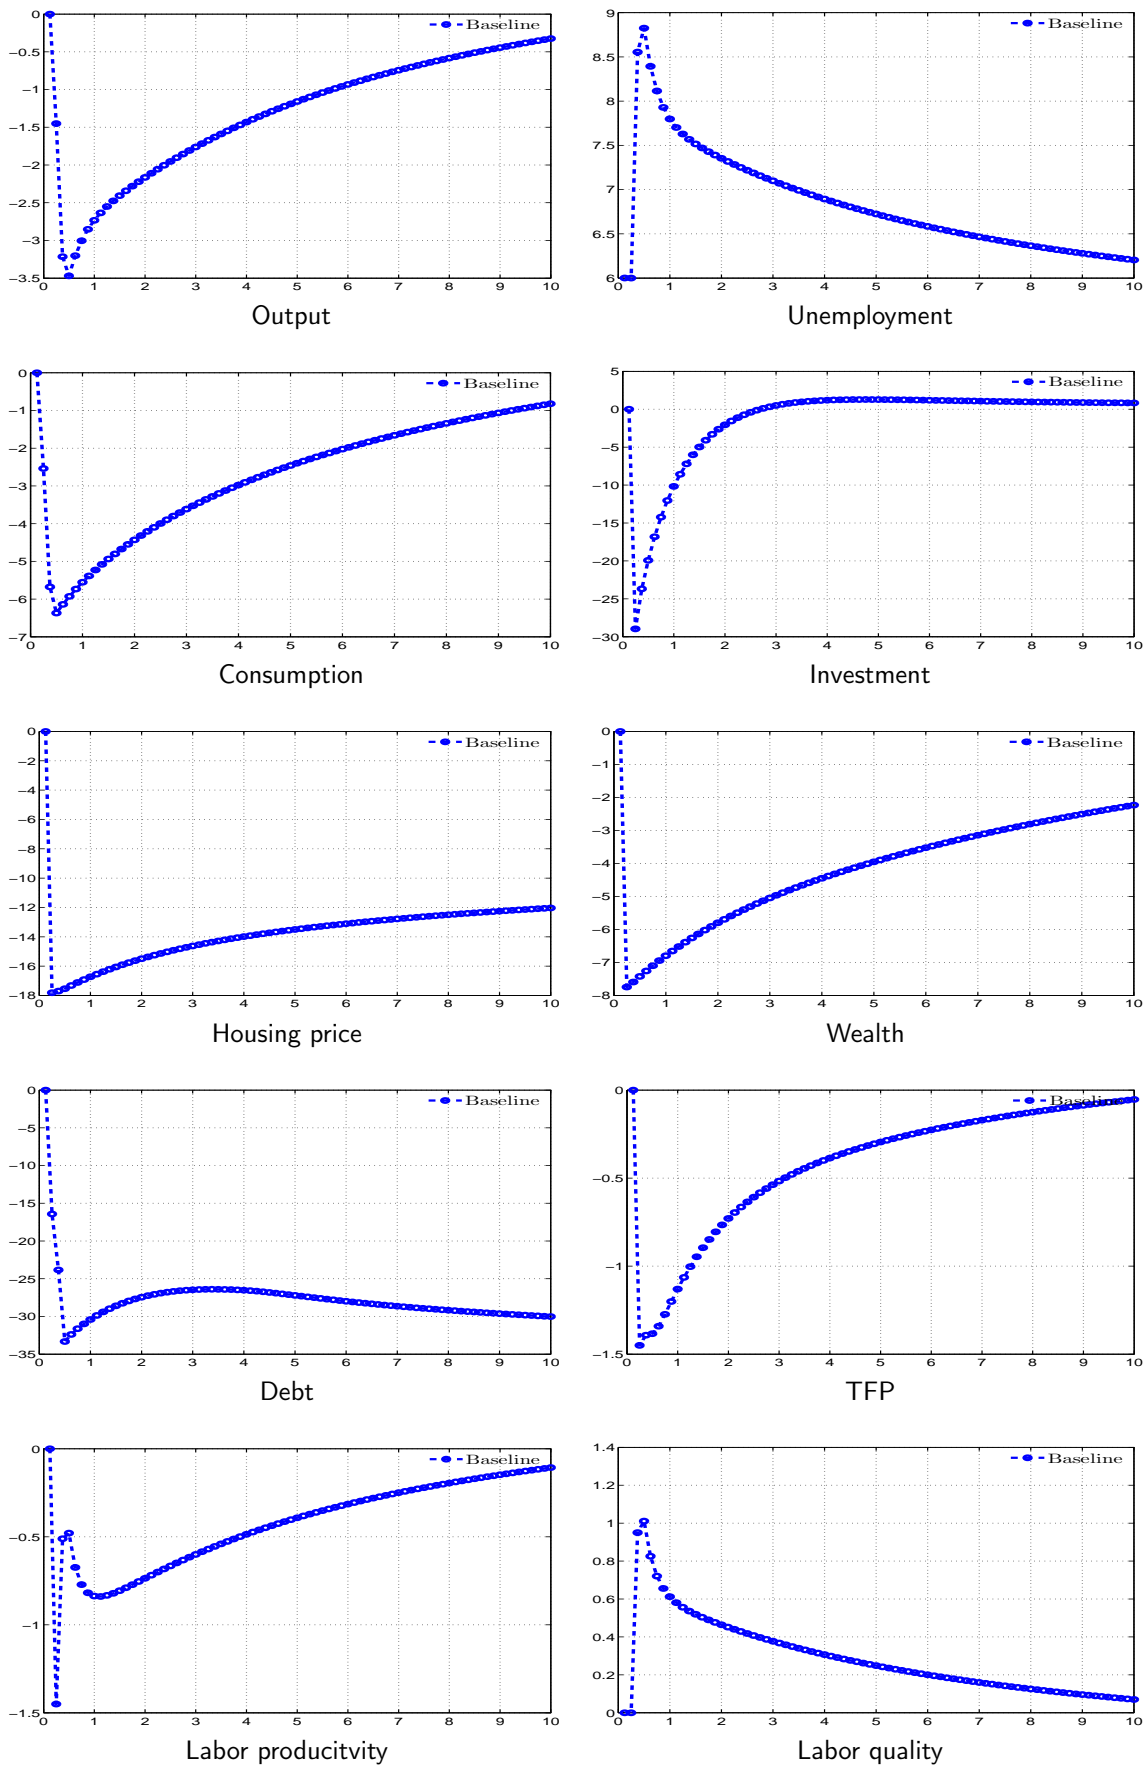 0
−0.5
−1
−1.5
−2
−2.5
−3
−3.5
0 1 2 3 4 5 6 7 8 9 10
Baseline
Output
9
8.5
8
7.5
7
6.5
6
0 1 2 3 4 5 6 7 8 9 10
Baseline
Unemployment
0
−1
−2
−3
−4
−5
−6
−7
0 1 2 3 4 5 6 7 8 9 10
Baseline
Consumption
5
0
−5
−10
−15
−20
−25
−30
0 1 2 3 4 5 6 7 8 9 10
Baseline
Investment
0
−2
−4
−6
−8
−10
−12
−14
−16
−18
0 1 2 3 4 5 6 7 8 9 10
Baseline
Housing price
0
−1
−2
−3
−4
−5
−6
−7
−8
0 1 2 3 4 5 6 7 8 9 10
Baseline
Wealth
0
−5
−10
−15
−20
−25
−30
−35
0 1 2 3 4 5 6 7 8 9 10
Baseline
Debt
0
−0.5
−1
−1.5
0 1 2 3 4 5 6 7 8 9 10
Baseline
TFP
0
−0.5
−1
−1.5
0 1 2 3 4 5 6 7 8 9 10
Baseline
Labor producitvity
1.4
1.2
1
0.8
0.6
0.4
0.2
0
0 1 2 3 4 5 6 7 8 9 10
Baseline
Labor quality